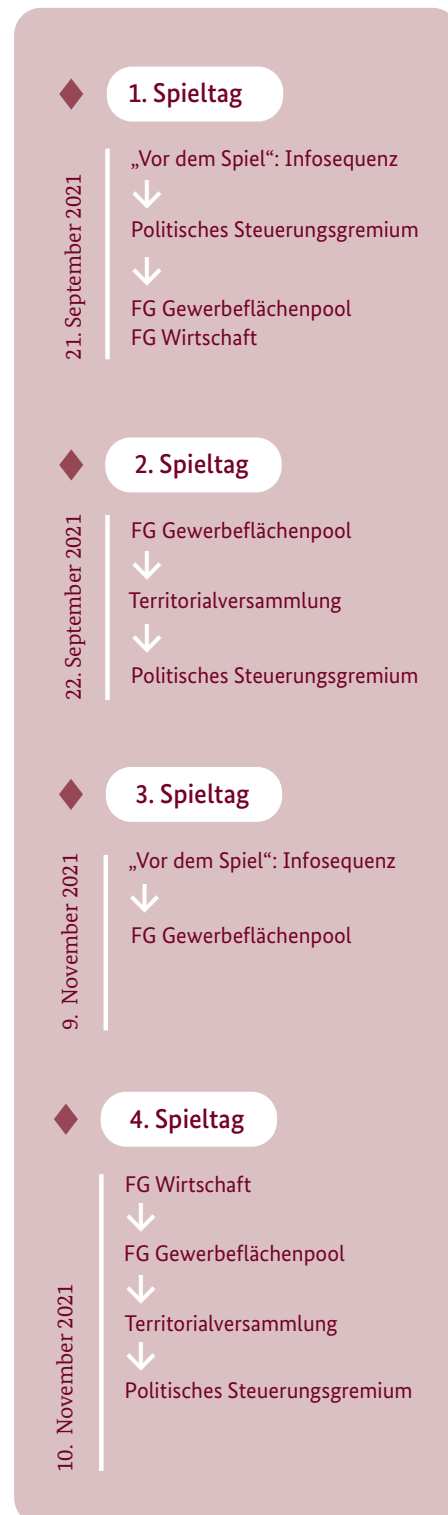 1. Spieltag
21. September 2021
„Vor dem Spiel“: Infosequenz
Politisches Steuerungsgremium
FG Gewerbeflächenpool
FG Wirtschaft
2. Spieltag
22. September 2021
FG Gewerbeflächenpool
Territorialversammlung
Politisches Steuerungsgremium
3. Spieltag
9. November 2021
„Vor dem Spiel“: Infosequenz
FG Gewerbeflächenpool
4. Spieltag
10. November 2021
FG Wirtschaft
FG Gewerbeflächenpool
Territorialversammlung
Politisches Steuerungsgremium